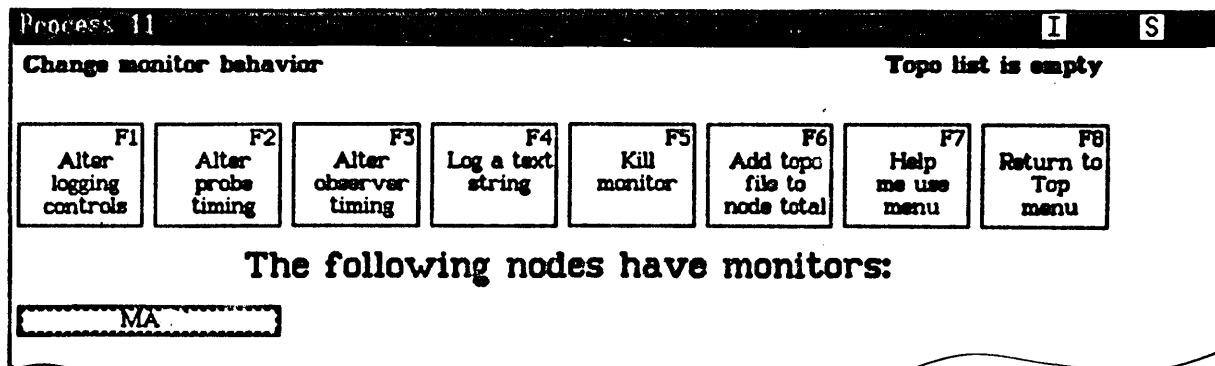 Process 11 I S
Change monitor behavior Topo list is empty
F1
Alter
logging
controls
F2
Alter
probe
timing
F3
Alter
observer
timing
F4
Log a text
string
F5
Kill
monitor
F6
Add topo
file to
node total
F7
Help
me use
menu
F8
Return to
Top
menu
The following nodes have monitors:
MA